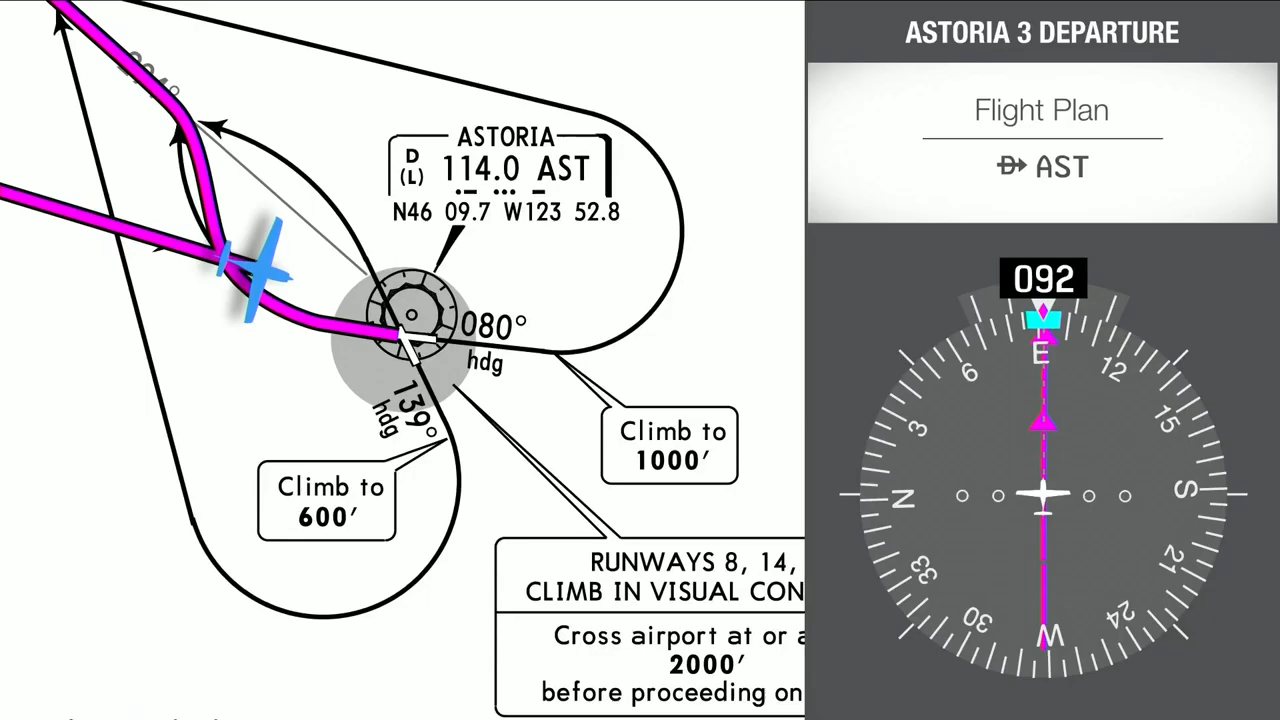 ASTORIA
D
(L)
114.0 AST
N46 09.7 W123 52.8
080°
hdg
139°
hdg
Climb to
1000'
Climb to
600'
RUNWAYS 8, 14,
CLIMB IN VISUAL CON
Cross airport at or a
2000'
before proceeding on
ASTORIA 3 DEPARTURE
Flight Plan
D AST
092
E
12
15
S
21
24
W
30
33
N
3
6